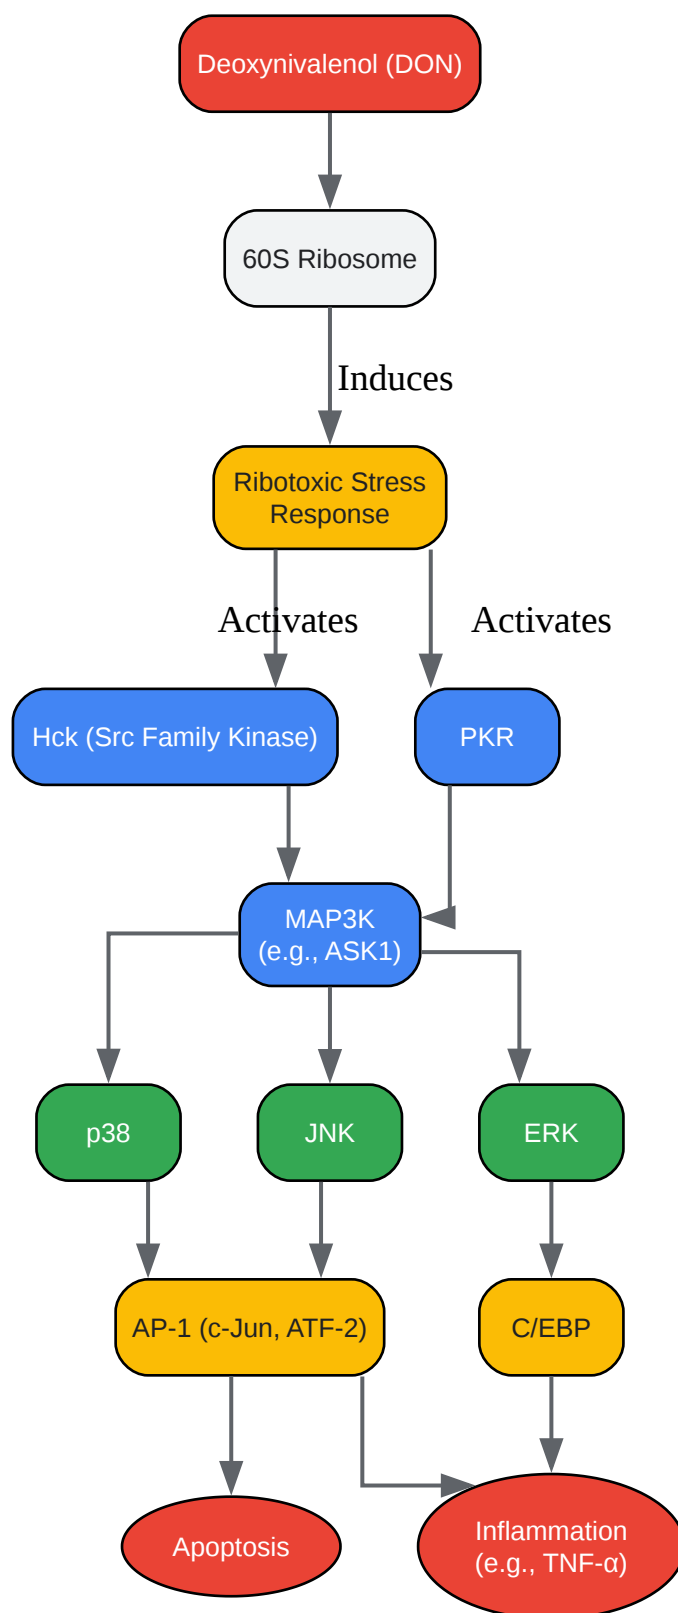 Deoxynivalenol (DON)
60S Ribosome
Induces
Ribotoxic Stress
Response
Activates
Activates
Hck (Src Family Kinase)
PKR
MAP3K
(e.g., ASK1)
p38
JNK
ERK
AP-1 (c-Jun, ATF-2)
C/EBP
Apoptosis
Inflammation
(e.g., TNF-α)